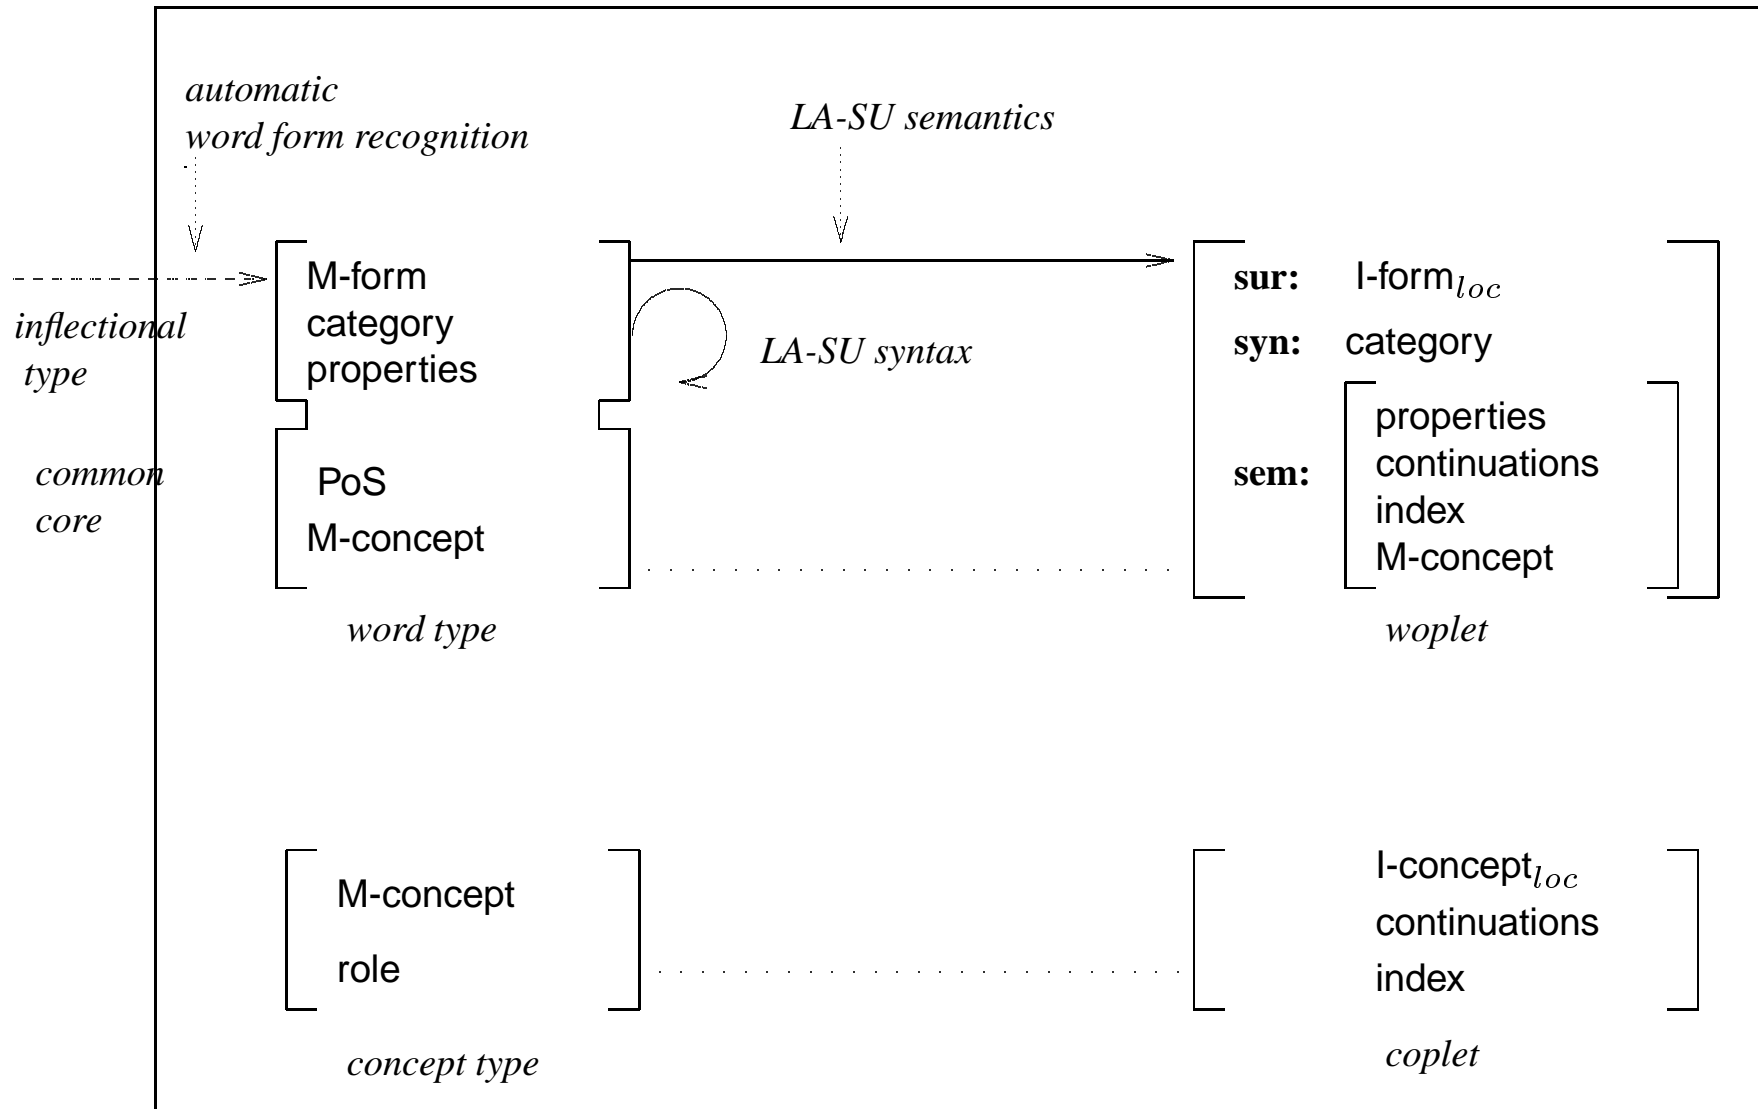 automatic
word form recognition
LA-SU semantics
M-form
category
properties
inflectional
type
LA-SU syntax
sur: I-form_loc
syn: category
sem:
properties
continuations
index
M-concept
common
core
PoS
M-concept
word type
woplet
M-concept
role
I-concept_loc
continuations
index
concept type
coplet